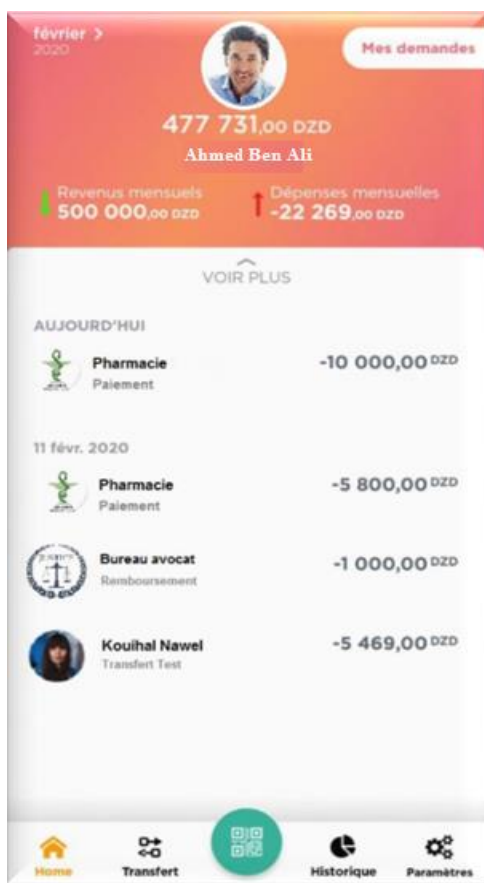 février >
2020
Mes demandes
477 731,00 DZD
Ahmed Ben Ali
Revenus mensuels
500 000,00 DZD
Dépenses mensuelles
-22 269,00 DZD
VOIR PLUS
AUJOURD'HUI
Pharmacie
-10 000,00 DZD
Paiement
11 févr. 2020
Pharmacie
-5 800,00 DZD
Paiement
Bureau avocat
-1 000,00 DZD
Remboursement
Kouihal Nawel
-5 469,00 DZD
Transfert Test
Home
Transfert
Historique
Paramètres